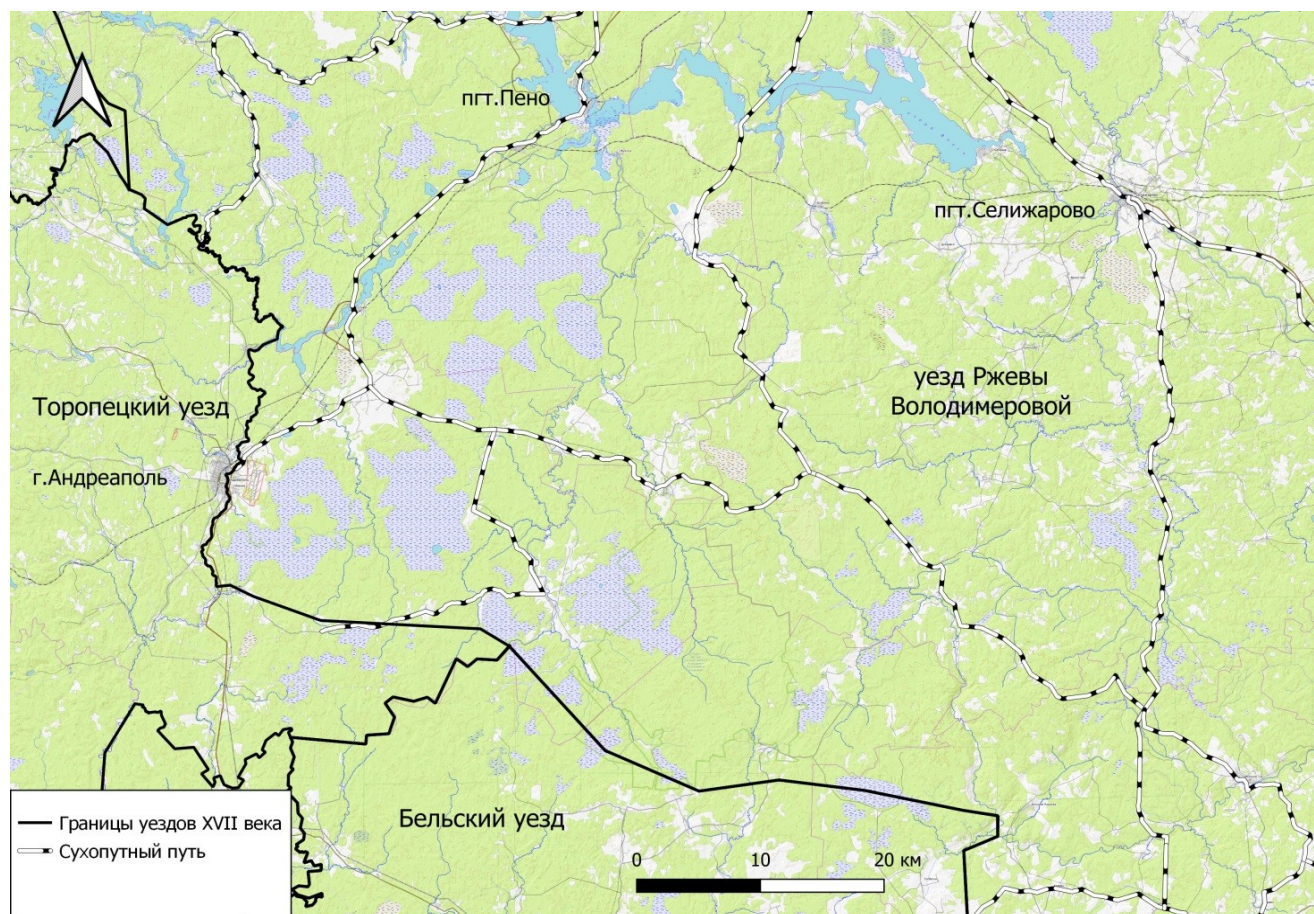 пгт.Пено
пгт.Селижарово
Торопецкий уезд
уезд Ржевы
Володимеровой
г.Андреаполь
Бельский уезд
Границы уездов XVII века
Сухопутный путь
0 10 20 км